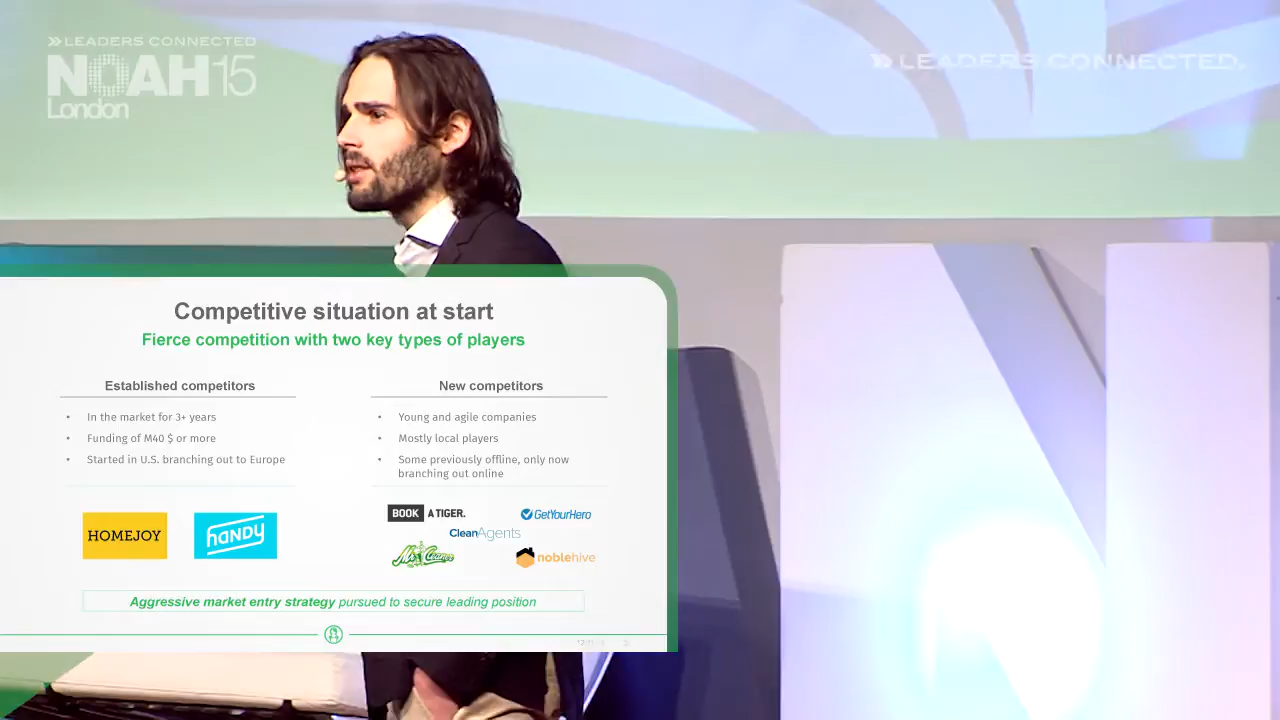 LEADERS CONNECTED
NOAH15
London
LEADERS CONNECTED.
Competitive situation at start
Fierce competition with two key types of players
Established competitors
• In the market for 3+ years
• Funding of M40 $ or more
• Started in U.S. branching out to Europe
HOMEJOY
HANDY
New competitors
• Young and agile companies
• Mostly local players
• Some previously offline, only now
branching out online
BOOK A TIGER.
GetYourHero
CleanAgents
Mr Cleaner
noblehive
Aggressive market entry strategy pursued to secure leading position